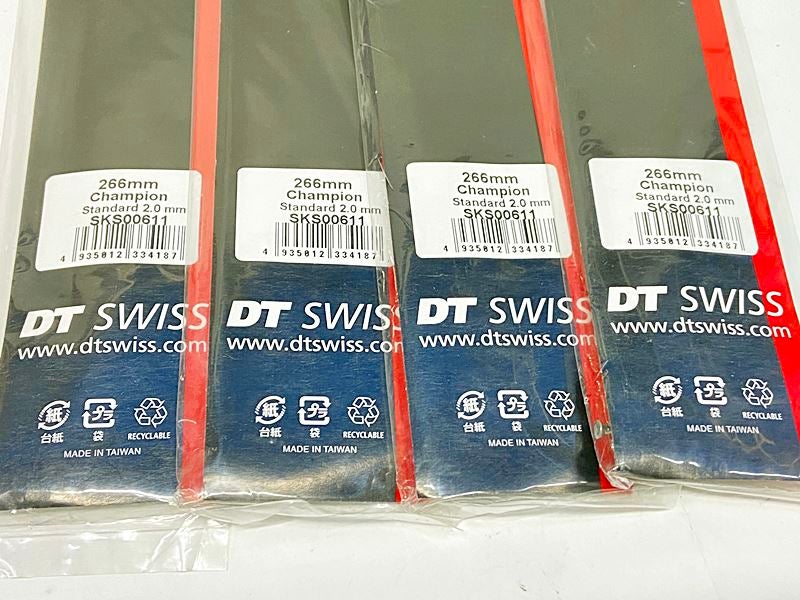 266mm
Champion
Standard 2.0 mm
SKS00611
4 935012 334187
DT SWISS
www.dtswiss.com
紙
プラ
台紙
袋
RECYCLABLE
MADE IN TAIWAN
266mm
Champion
Standard 2.0 mm
SKS00611
4 935012 334187
DT SWISS
www.dtswiss.com
紙
プラ
台紙
袋
RECYCLABLE
MADE IN TAIWAN
266mm
Champion
Standard 2.0 mm
SKS00611
4 935012 334187
DT SWISS
www.dtswiss.com
紙
プラ
台紙
袋
RECYCLABLE
MADE IN TAIWAN
266mm
Champion
Standard 2.0 mm
SKS00611
4 935012 334187
DT SWISS
www.dtswiss.com
紙
プラ
台紙
袋
RECYCLABLE
MADE IN TAIWAN